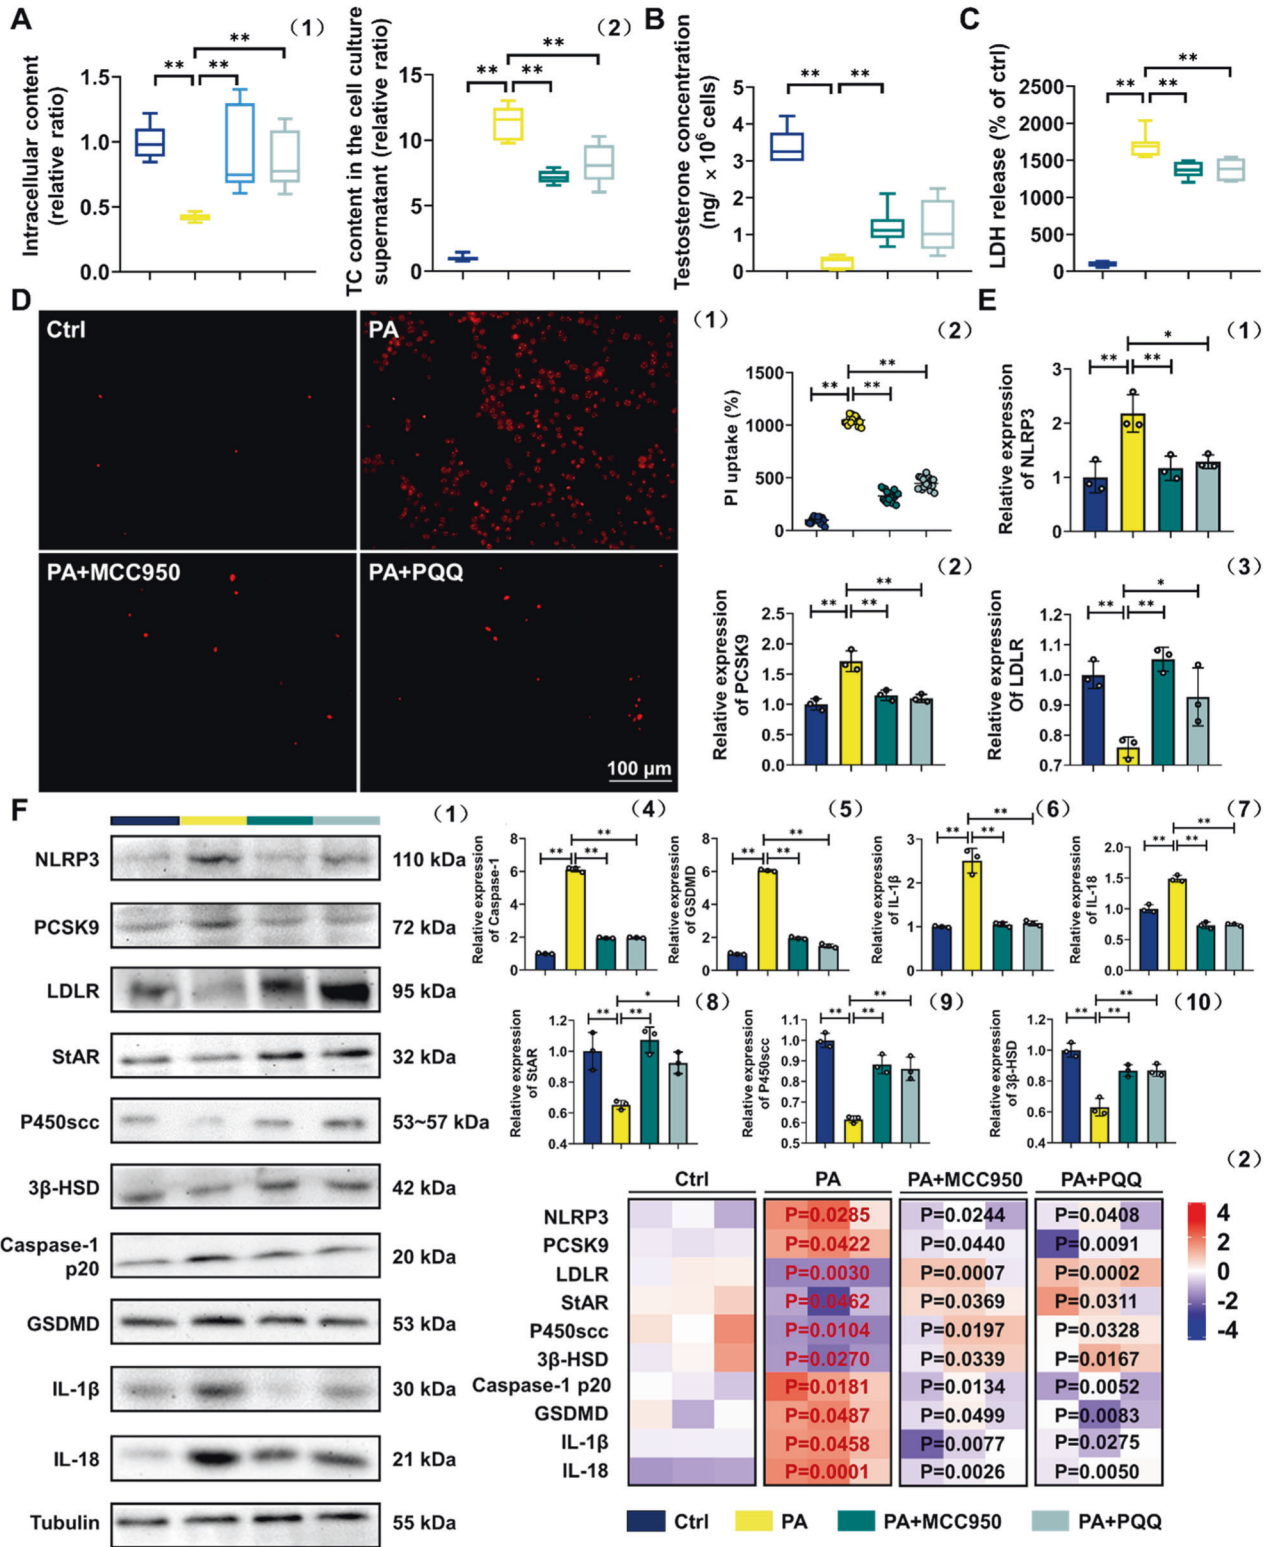 A
(1)
**
**
**
Intracellular content
(relative ratio)
1.5
1.0
0.5
0.0
(2)
**
**
**
TC content in the cell culture
supernatant (relative ratio)
15
10
5
0
B
**
**
Testosterone concentration
(ng/ × 10⁶ cells)
5
4
3
2
1
0
C
**
**
**
LDH release (% of ctrl)
2500
2000
1500
1000
500
0
D
(1)
Ctrl
PA
PA+MCC950
PA+PQQ
100 μm
(2)
**
**
**
PI uptake (%)
1500
1000
500
0
E
(1)
*
**
**
Relative expression
of NLRP3
3
2
1
0
(2)
**
**
**
Relative expression
of PCSK9
2.5
2.0
1.5
1.0
0.5
0.0
(3)
*
**
**
Relative expression
Of LDLR
1.2
1.1
1.0
0.9
0.8
0.7
(4)
**
**
**
Relative expression
of Caspase-1
8
6
4
2
0
(5)
**
**
**
Relative expression
of GSDMD
8
6
4
2
0
(6)
**
**
**
Relative expression
of IL-1β
3
2
1
0
(7)
**
**
**
Relative expression
of IL-18
2.0
1.5
1.0
0.5
0.0
(8)
*
**
**
Relative expression
of StAR
1.2
1.0
0.8
0.6
0.4
(9)
**
**
**
Relative expression
of P450scc
1.1
1.0
0.9
0.8
0.7
0.6
0.5
(10)
**
**
**
Relative expression
of 3β-HSD
1.2
1.0
0.8
0.6
0.4
F
(1)
NLRP3 110 kDa
PCSK9 72 kDa
LDLR 95 kDa
StAR 32 kDa
P450scc 53~57 kDa
3β-HSD 42 kDa
Caspase-1
p20 20 kDa
GSDMD 53 kDa
IL-1β 30 kDa
IL-18 21 kDa
Tubulin 55 kDa
(2)
Ctrl PA PA+MCC950 PA+PQQ
NLRP3 P=0.0285 P=0.0244 P=0.0408
PCSK9 P=0.0422 P=0.0440 P=0.0091
LDLR P=0.0030 P=0.0007 P=0.0002
StAR P=0.0462 P=0.0369 P=0.0311
P450scc P=0.0104 P=0.0197 P=0.0328
3β-HSD P=0.0270 P=0.0339 P=0.0167
Caspase-1 p20 P=0.0181 P=0.0134 P=0.0052
GSDMD P=0.0487 P=0.0499 P=0.0083
IL-1β P=0.0458 P=0.0077 P=0.0275
IL-18 P=0.0001 P=0.0026 P=0.0050
4
2
0
-2
-4
Ctrl PA PA+MCC950 PA+PQQ